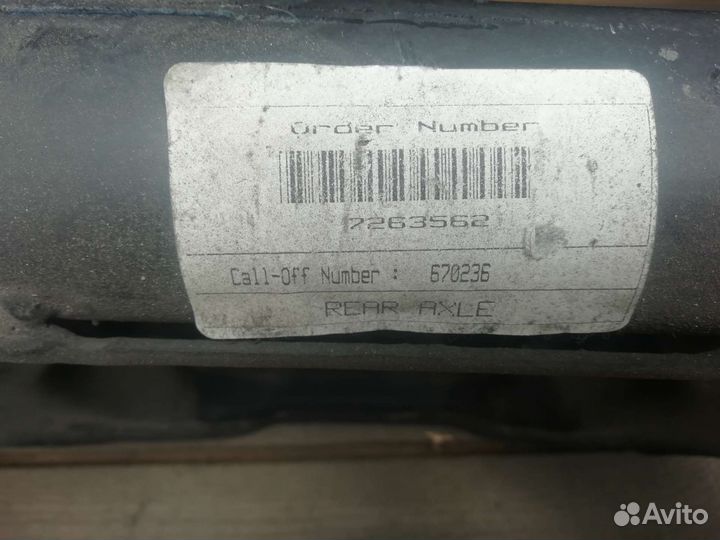 Order Number
7263562
Call-Off Number : 670236
REAR AXLE
Avito